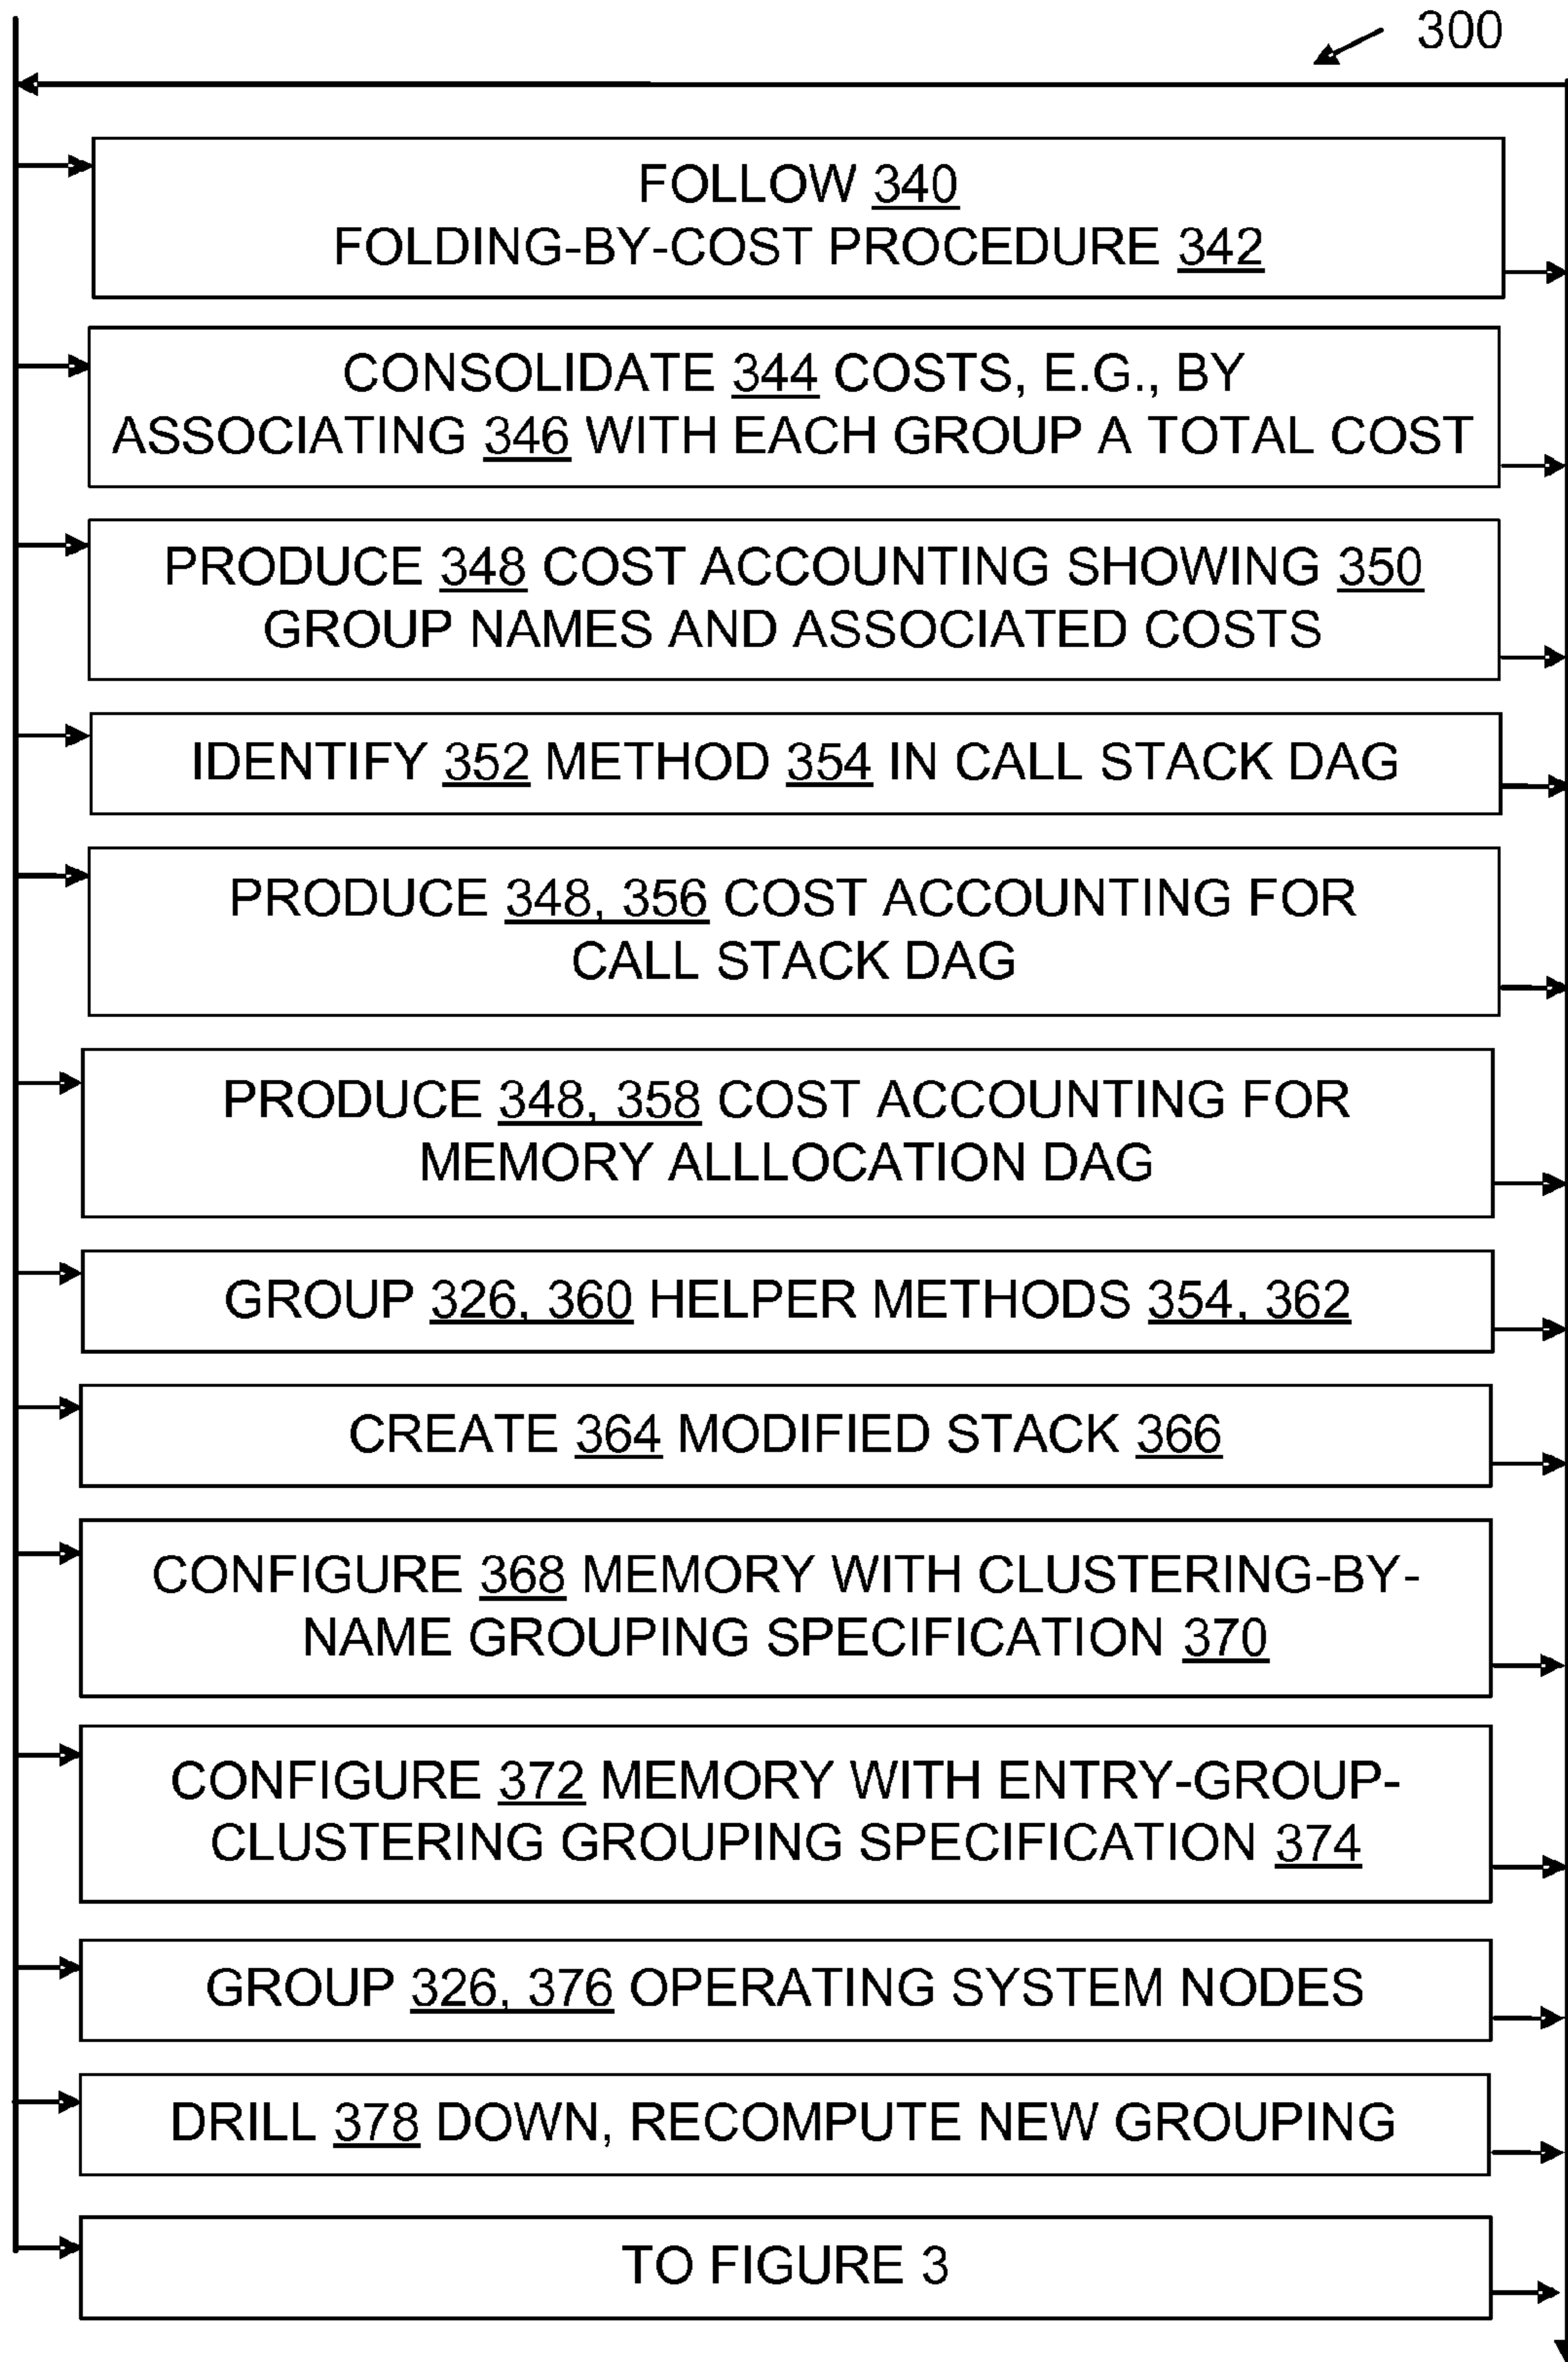 300
FOLLOW 340
FOLDING-BY-COST PROCEDURE 342
CONSOLIDATE 344 COSTS, E.G., BY
ASSOCIATING 346 WITH EACH GROUP A TOTAL COST
PRODUCE 348 COST ACCOUNTING SHOWING 350
GROUP NAMES AND ASSOCIATED COSTS
IDENTIFY 352 METHOD 354 IN CALL STACK DAG
PRODUCE 348, 356 COST ACCOUNTING FOR
CALL STACK DAG
PRODUCE 348, 358 COST ACCOUNTING FOR
MEMORY ALLLOCATION DAG
GROUP 326, 360 HELPER METHODS 354, 362
CREATE 364 MODIFIED STACK 366
CONFIGURE 368 MEMORY WITH CLUSTERING-BY-
NAME GROUPING SPECIFICATION 370
CONFIGURE 372 MEMORY WITH ENTRY-GROUP-
CLUSTERING GROUPING SPECIFICATION 374
GROUP 326, 376 OPERATING SYSTEM NODES
DRILL 378 DOWN, RECOMPUTE NEW GROUPING
TO FIGURE 3